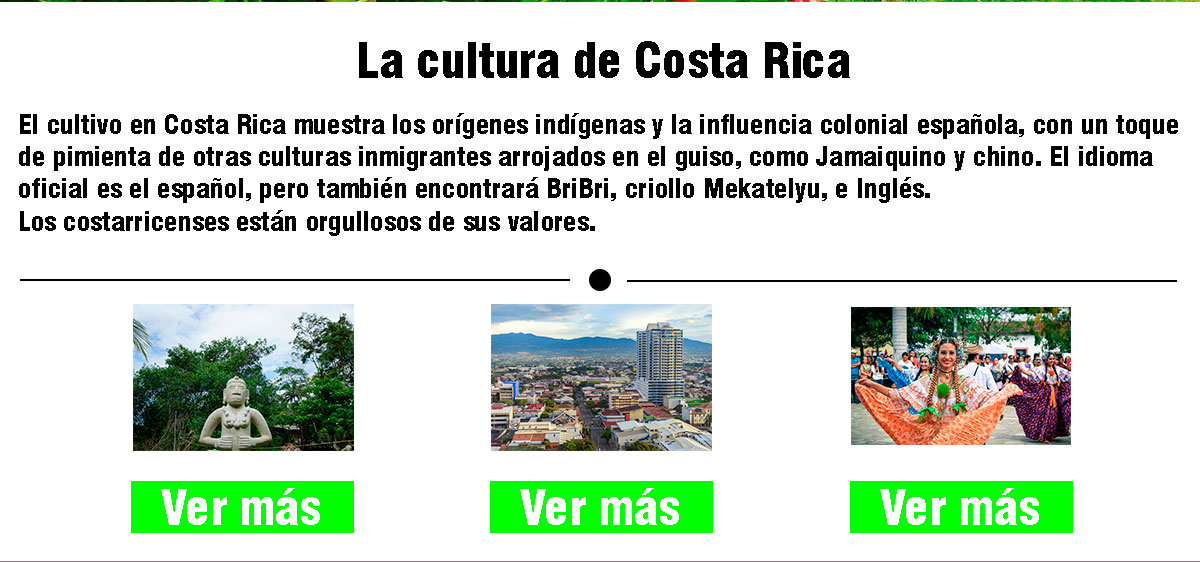 La cultura de Costa Rica
El cultivo en Costa Rica muestra los orígenes indígenas y la influencia colonial española, con un toque
de pimienta de otras culturas inmigrantes arrojados en el guiso, como Jamaiquino y chino. El idioma
oficial es el español, pero también encontrará BriBri, criollo Mekatelyu, e Inglés.
Los costarricenses están orgullosos de sus valores.
Ver más
Ver más
Ver más